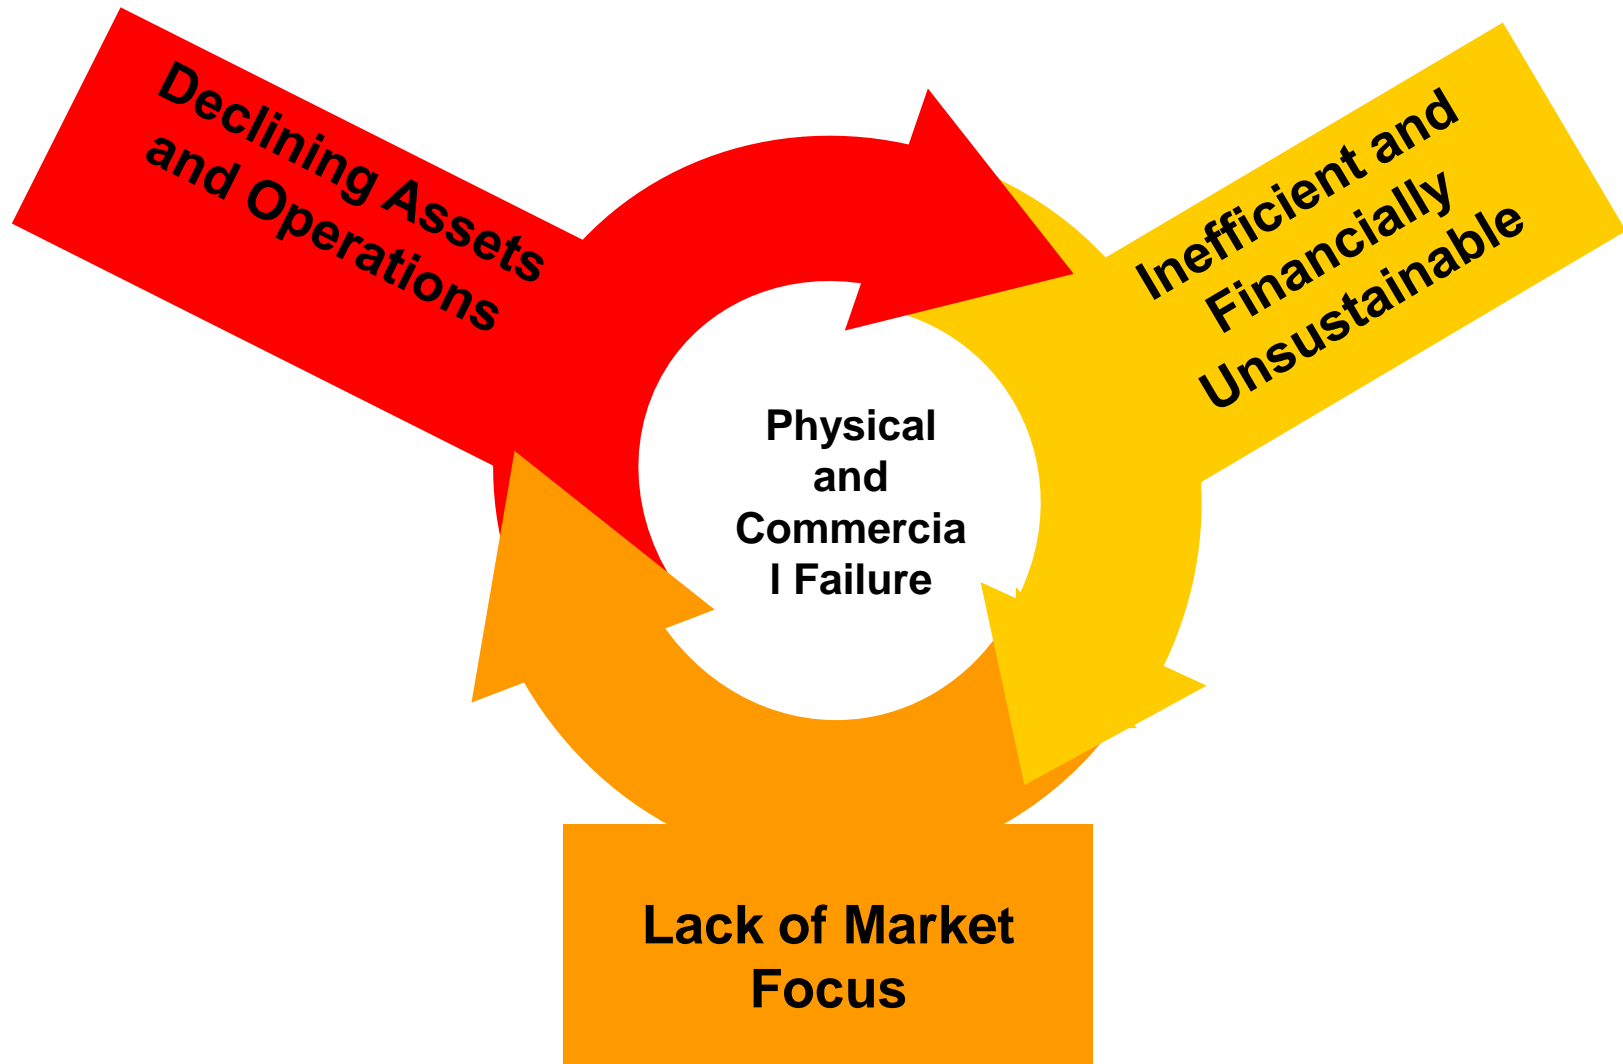 Declining Assets
and Operations
Inefficient and
Financially
Unsustainable
Physical
and
Commercia
l Failure
Lack of Market
Focus